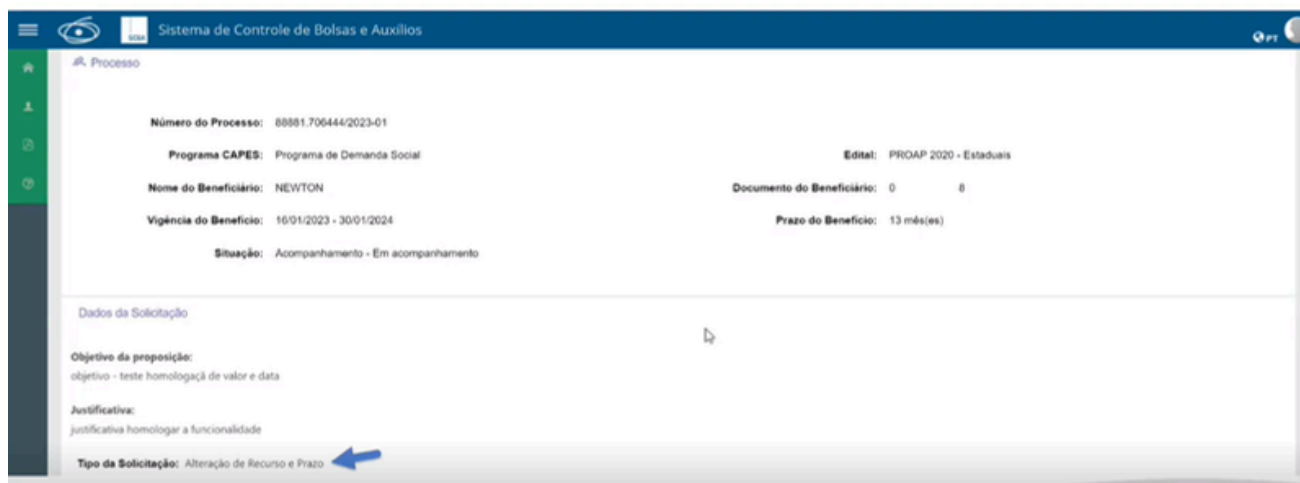 SCBA Sistema de Controle de Bolsas e Auxílios PT
Processo
Número do Processo: 88881.706444/2023-01
Programa CAPES: Programa de Demanda Social Edital: PROAP 2020 - Estaduais
Nome do Beneficiário: NEWTON Documento do Beneficiário: 0 8
Vigência do Benefício: 16/01/2023 - 30/01/2024 Prazo do Benefício: 13 mês(es)
Situação: Acompanhamento - Em acompanhamento
Dados da Solicitação
Objetivo da proposição:
objetivo - teste homologaçã de valor e data
Justificativa:
justificativa homologar a funcionalidade
Tipo da Solicitação: Alteração de Recurso e Prazo